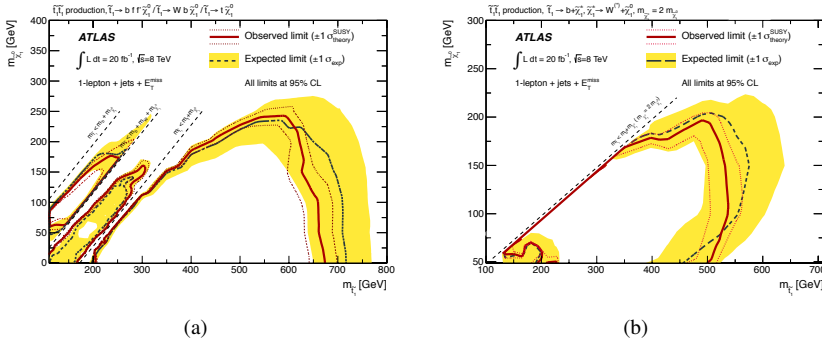 t̃₁t̃₁ production, t̃₁→ b f f' χ̃₁⁰ / t̃₁→ W b χ̃₁⁰ / t̃₁→ t χ̃₁⁰
m_χ̃₁⁰ [GeV]
400
350
300
250
200
150
100
50
0
ATLAS
∫ L dt = 20 fb⁻¹, √s=8 TeV
1-lepton + jets + E_T^miss
Observed limit (±1 σ_theory^SUSY)
Expected limit (±1 σ_exp)
All limits at 95% CL
200 300 400 500 600 700 800
m_t̃₁ [GeV]
(a)
t̃₁t̃₁ production, t̃₁→ b+χ̃₁⁺, χ̃₁⁺→ W⁽*⁾+χ̃₁⁰, m_χ̃₁± = 2 m_χ̃₁⁰
m_χ̃₁⁰ [GeV]
300
250
200
150
100
50
ATLAS
∫ L dt = 20 fb⁻¹, √s=8 TeV
1-lepton + jets + E_T^miss
Observed limit (±1 σ_theory^SUSY)
Expected limit (±1 σ_exp)
All limits at 95% CL
100 200 300 400 500 600 700
m_t̃₁ [GeV]
(b)